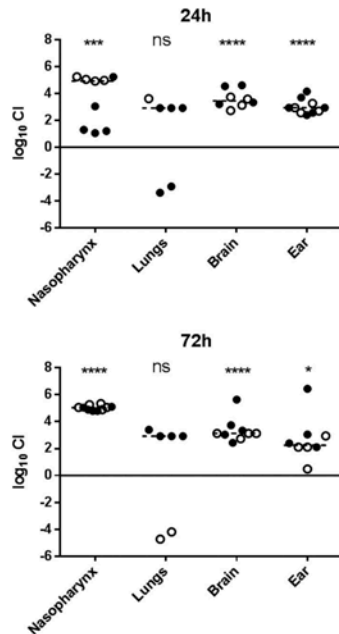 24h
*** ns **** ****
log10 CI
8
6
4
2
0
-2
-4
-6
Nasopharynx Lungs Brain Ear
72h
**** ns **** *
log10 CI
8
6
4
2
0
-2
-4
-6
Nasopharynx Lungs Brain Ear